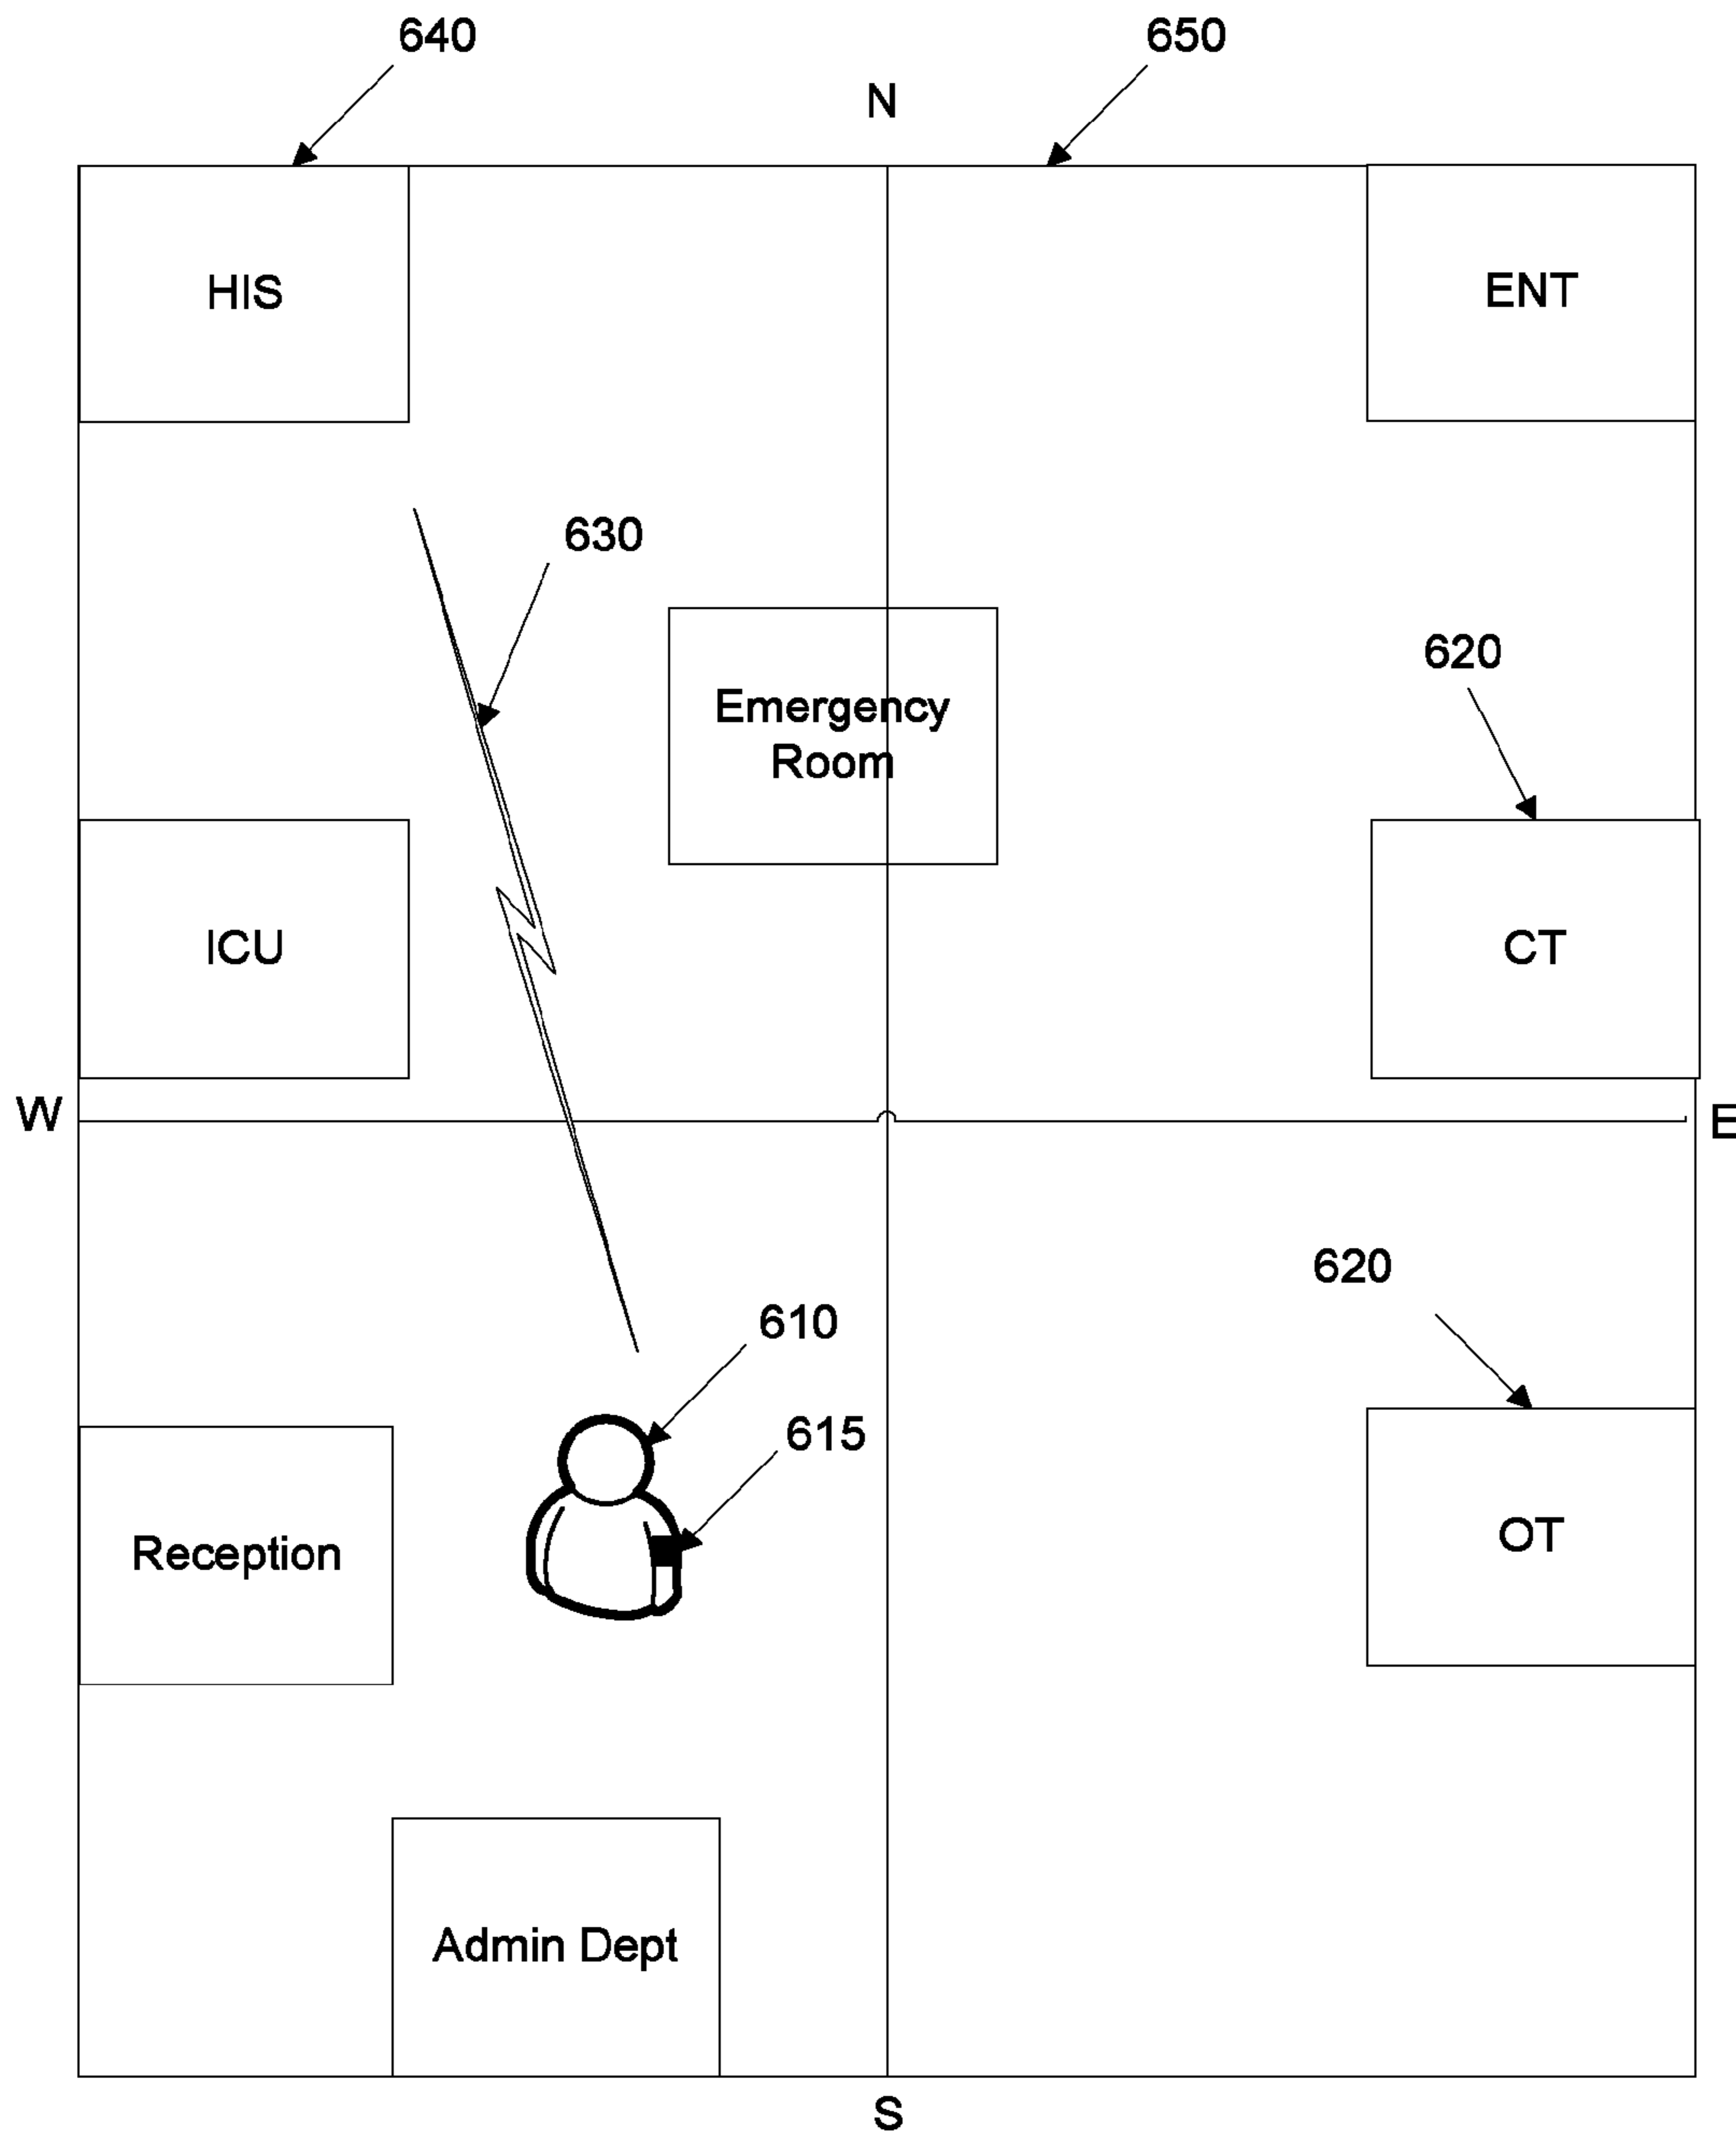 640
650
N
HIS
ENT
630
620
Emergency
Room
ICU
CT
W
E
620
610
615
Reception
OT
Admin Dept
S